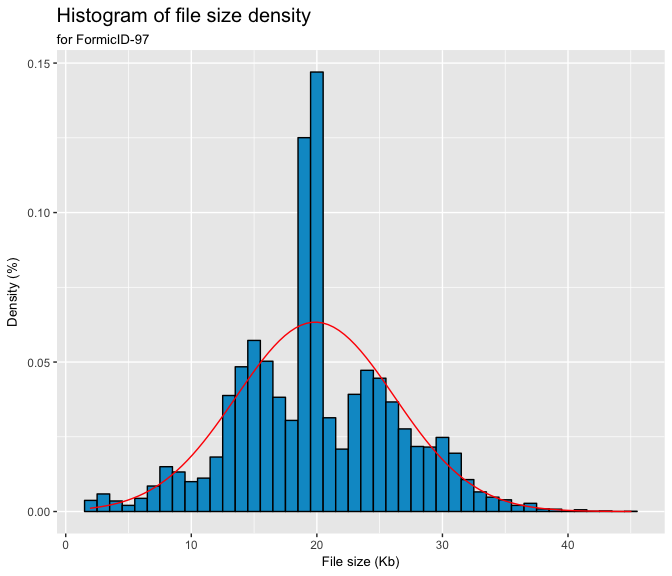 Histogram of file size density
for FormicID-97
Density (%)
0.15
0.10
0.05
0.00
0 10 20 30 40
File size (Kb)